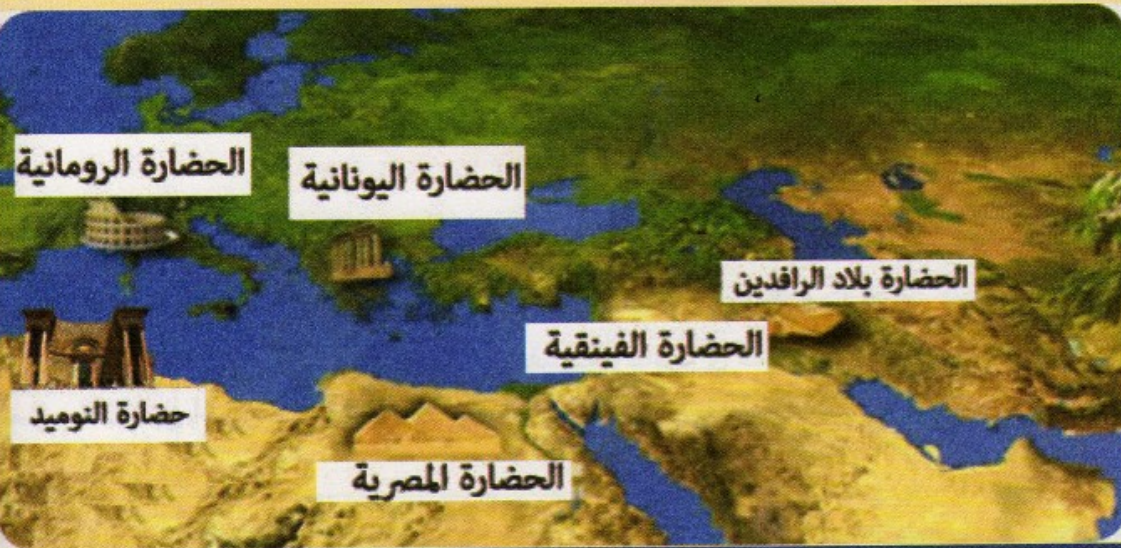 الحضارة الرومانية
الحضارة اليونانية
الحضارة بلاد الرافدين
الحضارة الفينقية
حضارة النوميد
الحضارة المصرية